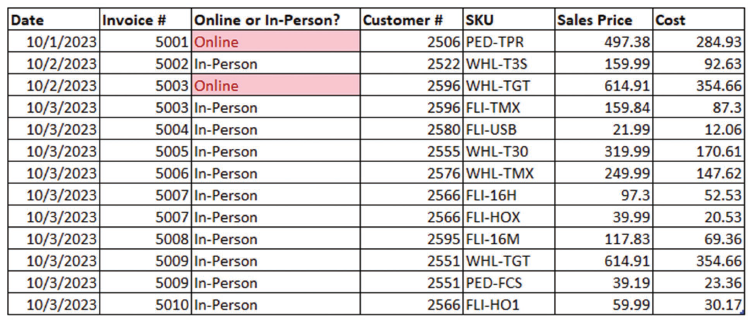 Date Invoice # Online or In-Person? Customer # SKU Sales Price Cost
10/1/2023 5001 Online 2506 PED-TPR 497.38 284.93
10/2/2023 5002 In-Person 2522 WHL-T3S 159.99 92.63
10/2/2023 5003 Online 2596 WHL-TGT 614.91 354.66
10/3/2023 5003 In-Person 2596 FLI-TMX 159.84 87.3
10/3/2023 5004 In-Person 2580 FLI-USB 21.99 12.06
10/3/2023 5005 In-Person 2555 WHL-T30 319.99 170.61
10/3/2023 5006 In-Person 2576 WHL-TMX 249.99 147.62
10/3/2023 5007 In-Person 2566 FLI-16H 97.3 52.53
10/3/2023 5007 In-Person 2566 FLI-HOX 39.99 20.53
10/3/2023 5008 In-Person 2595 FLI-16M 117.83 69.36
10/3/2023 5009 In-Person 2551 WHL-TGT 614.91 354.66
10/3/2023 5009 In-Person 2551 PED-FCS 39.19 23.36
10/3/2023 5010 In-Person 2566 FLI-HO1 59.99 30.17